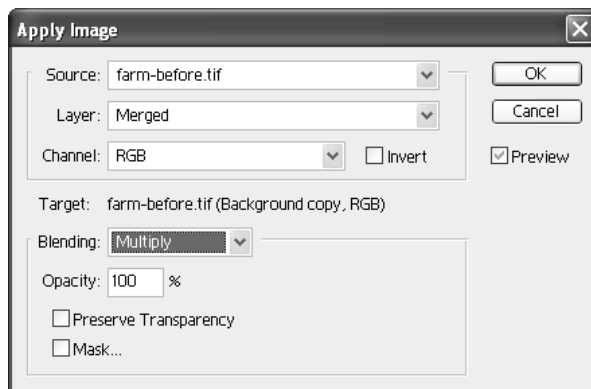 Apply Image
Source: farm-before.tif
OK
Layer: Merged
Cancel
Channel: RGB
Invert
Preview
Target: farm-before.tif (Background copy, RGB)
Blending: Multiply
Opacity: 100 %
Preserve Transparency
Mask...